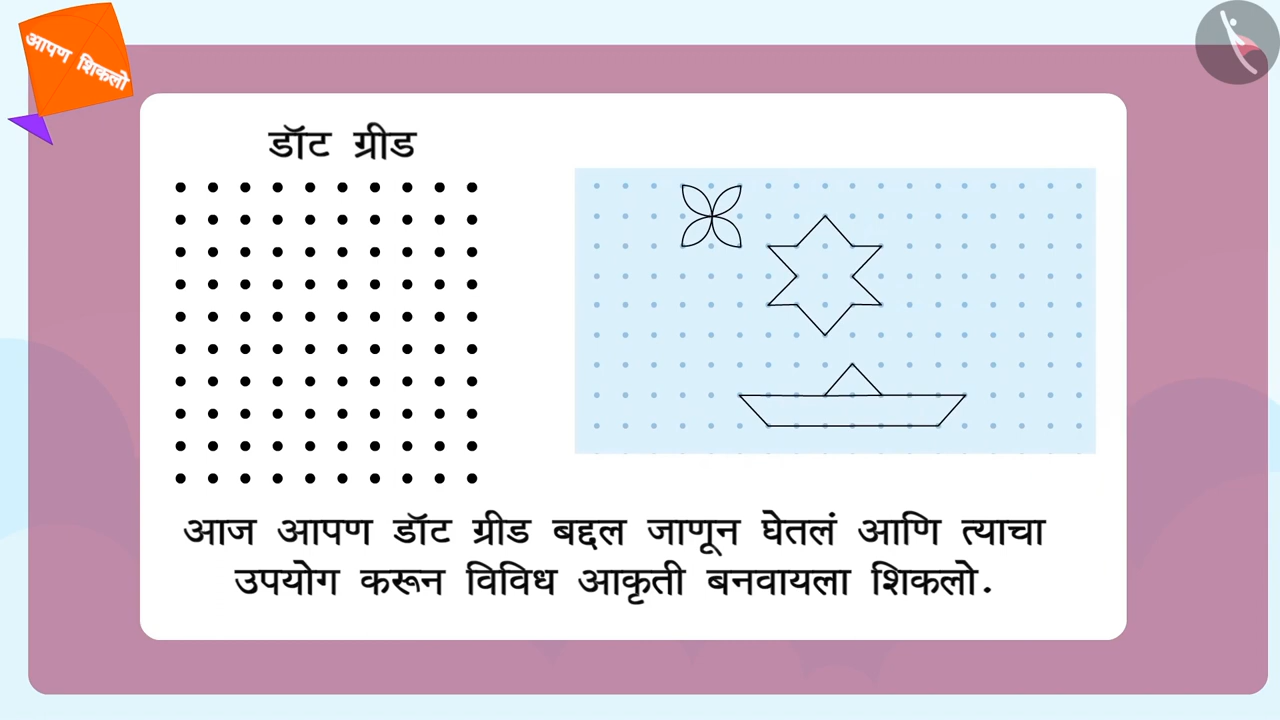 आपण शिकलो
डॉट ग्रीड
आज आपण डॉट ग्रीड बद्दल जाणून घेतलं आणि त्याचा
उपयोग करून विविध आकृती बनवायला शिकलो.